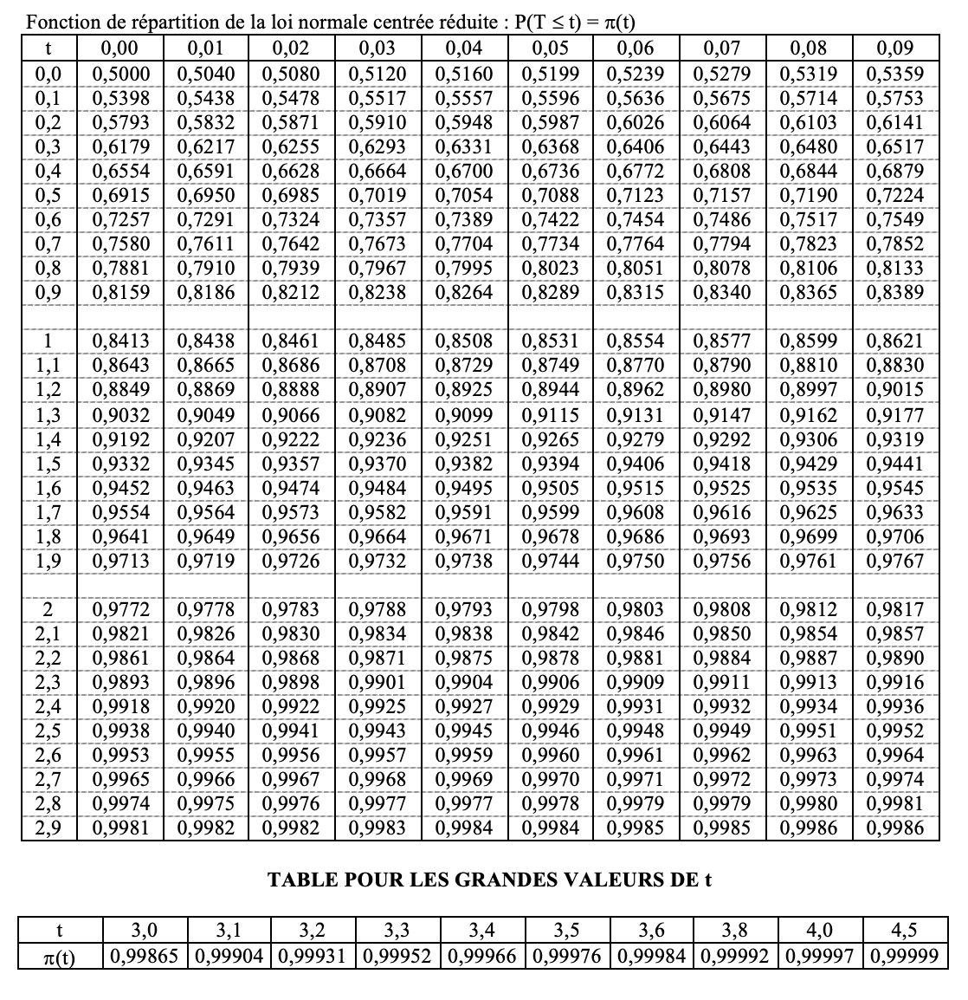 Fonction de répartition de la loi normale centrée réduite : P(T ≤ t) = π(t)
t 0,00 0,01 0,02 0,03 0,04 0,05 0,06 0,07 0,08 0,09
0,0 0,5000 0,5040 0,5080 0,5120 0,5160 0,5199 0,5239 0,5279 0,5319 0,5359
0,1 0,5398 0,5438 0,5478 0,5517 0,5557 0,5596 0,5636 0,5675 0,5714 0,5753
0,2 0,5793 0,5832 0,5871 0,5910 0,5948 0,5987 0,6026 0,6064 0,6103 0,6141
0,3 0,6179 0,6217 0,6255 0,6293 0,6331 0,6368 0,6406 0,6443 0,6480 0,6517
0,4 0,6554 0,6591 0,6628 0,6664 0,6700 0,6736 0,6772 0,6808 0,6844 0,6879
0,5 0,6915 0,6950 0,6985 0,7019 0,7054 0,7088 0,7123 0,7157 0,7190 0,7224
0,6 0,7257 0,7291 0,7324 0,7357 0,7389 0,7422 0,7454 0,7486 0,7517 0,7549
0,7 0,7580 0,7611 0,7642 0,7673 0,7704 0,7734 0,7764 0,7794 0,7823 0,7852
0,8 0,7881 0,7910 0,7939 0,7967 0,7995 0,8023 0,8051 0,8078 0,8106 0,8133
0,9 0,8159 0,8186 0,8212 0,8238 0,8264 0,8289 0,8315 0,8340 0,8365 0,8389
1 0,8413 0,8438 0,8461 0,8485 0,8508 0,8531 0,8554 0,8577 0,8599 0,8621
1,1 0,8643 0,8665 0,8686 0,8708 0,8729 0,8749 0,8770 0,8790 0,8810 0,8830
1,2 0,8849 0,8869 0,8888 0,8907 0,8925 0,8944 0,8962 0,8980 0,8997 0,9015
1,3 0,9032 0,9049 0,9066 0,9082 0,9099 0,9115 0,9131 0,9147 0,9162 0,9177
1,4 0,9192 0,9207 0,9222 0,9236 0,9251 0,9265 0,9279 0,9292 0,9306 0,9319
1,5 0,9332 0,9345 0,9357 0,9370 0,9382 0,9394 0,9406 0,9418 0,9429 0,9441
1,6 0,9452 0,9463 0,9474 0,9484 0,9495 0,9505 0,9515 0,9525 0,9535 0,9545
1,7 0,9554 0,9564 0,9573 0,9582 0,9591 0,9599 0,9608 0,9616 0,9625 0,9633
1,8 0,9641 0,9649 0,9656 0,9664 0,9671 0,9678 0,9686 0,9693 0,9699 0,9706
1,9 0,9713 0,9719 0,9726 0,9732 0,9738 0,9744 0,9750 0,9756 0,9761 0,9767
2 0,9772 0,9778 0,9783 0,9788 0,9793 0,9798 0,9803 0,9808 0,9812 0,9817
2,1 0,9821 0,9826 0,9830 0,9834 0,9838 0,9842 0,9846 0,9850 0,9854 0,9857
2,2 0,9861 0,9864 0,9868 0,9871 0,9875 0,9878 0,9881 0,9884 0,9887 0,9890
2,3 0,9893 0,9896 0,9898 0,9901 0,9904 0,9906 0,9909 0,9911 0,9913 0,9916
2,4 0,9918 0,9920 0,9922 0,9925 0,9927 0,9929 0,9931 0,9932 0,9934 0,9936
2,5 0,9938 0,9940 0,9941 0,9943 0,9945 0,9946 0,9948 0,9949 0,9951 0,9952
2,6 0,9953 0,9955 0,9956 0,9957 0,9959 0,9960 0,9961 0,9962 0,9963 0,9964
2,7 0,9965 0,9966 0,9967 0,9968 0,9969 0,9970 0,9971 0,9972 0,9973 0,9974
2,8 0,9974 0,9975 0,9976 0,9977 0,9977 0,9978 0,9979 0,9979 0,9980 0,9981
2,9 0,9981 0,9982 0,9982 0,9983 0,9984 0,9984 0,9985 0,9985 0,9986 0,9986
TABLE POUR LES GRANDES VALEURS DE t
t 3,0 3,1 3,2 3,3 3,4 3,5 3,6 3,8 4,0 4,5
π(t) 0,99865 0,99904 0,99931 0,99952 0,99966 0,99976 0,99984 0,99992 0,99997 0,99999